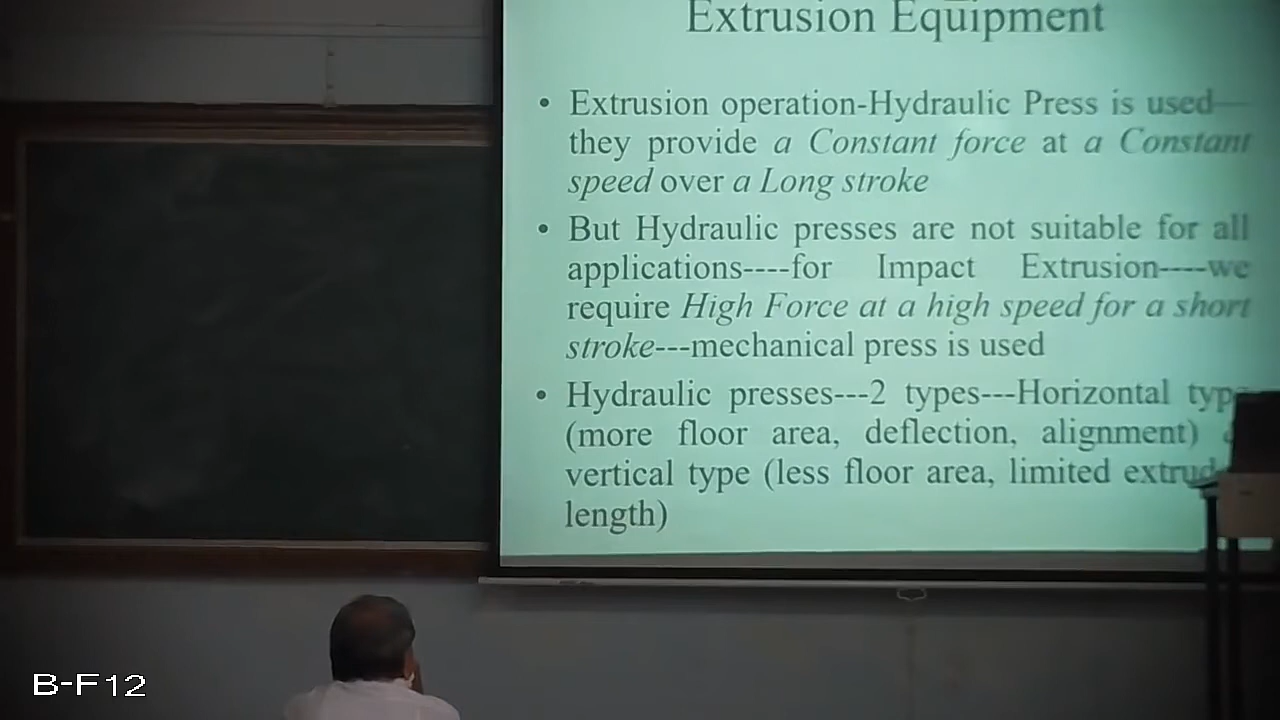 Extrusion Equipment
• Extrusion operation-Hydraulic Press is used—
they provide a Constant force at a Constant
speed over a Long stroke
• But Hydraulic presses are not suitable for all
applications----for Impact Extrusion----we
require High Force at a high speed for a short
stroke---mechanical press is used
• Hydraulic presses---2 types---Horizontal type
(more floor area, deflection, alignment)
vertical type (less floor area, limited
length)
B-F12